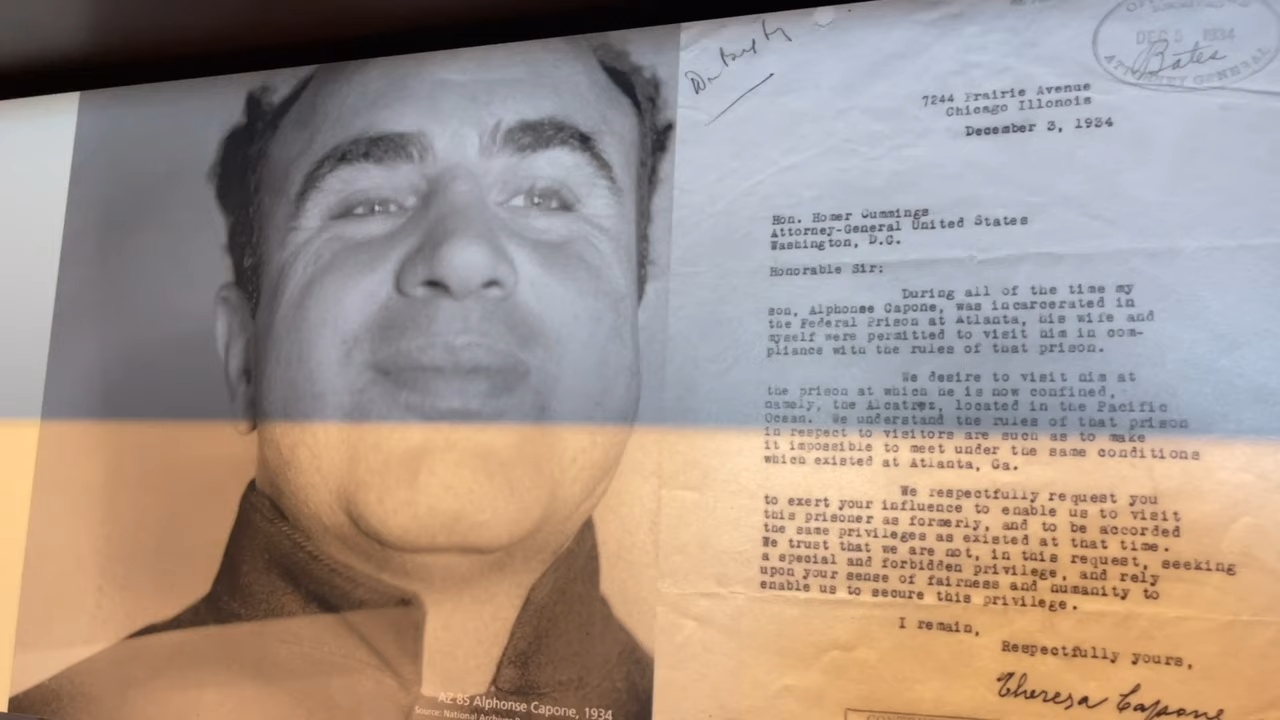 DEC 5 1934
Bates
ATTORNEY GENERAL
7244 Prairie Avenue
Chicago Illonois
December 3, 1934
Hon. Homer Cummings
Attorney-General United States
Washington, D.C.
Honorable Sir:
During all of the time my
son, Alphonse Capone, was incarcerated in
the Federal Prison at Atlanta, his wife and
myself were permitted to visit him in com-
pliance with the rules of that prison.
We desire to visit him at
the prison at which he is now confined,
namely, the Alcatraz, located in the Pacific
Ocean. We understand the rules of that prison
in respect to visitors are such as to make
it impossible to meet under the same conditions
which existed at Atlanta, Ga.
We respectfully request you
to exert your influence to enable us to visit
this prisoner as formerly, and to be accorded
the same privileges as existed at that time.
We trust that we are not, in this request, seeking
a special and forbidden privilege, and rely
upon your sense of fairness and humanity to
enable us to secure this privilege.
I remain,
Respectfully yours,
Theresa Capone
AZ 85 Alphonse Capone, 1934
Source: National Archives